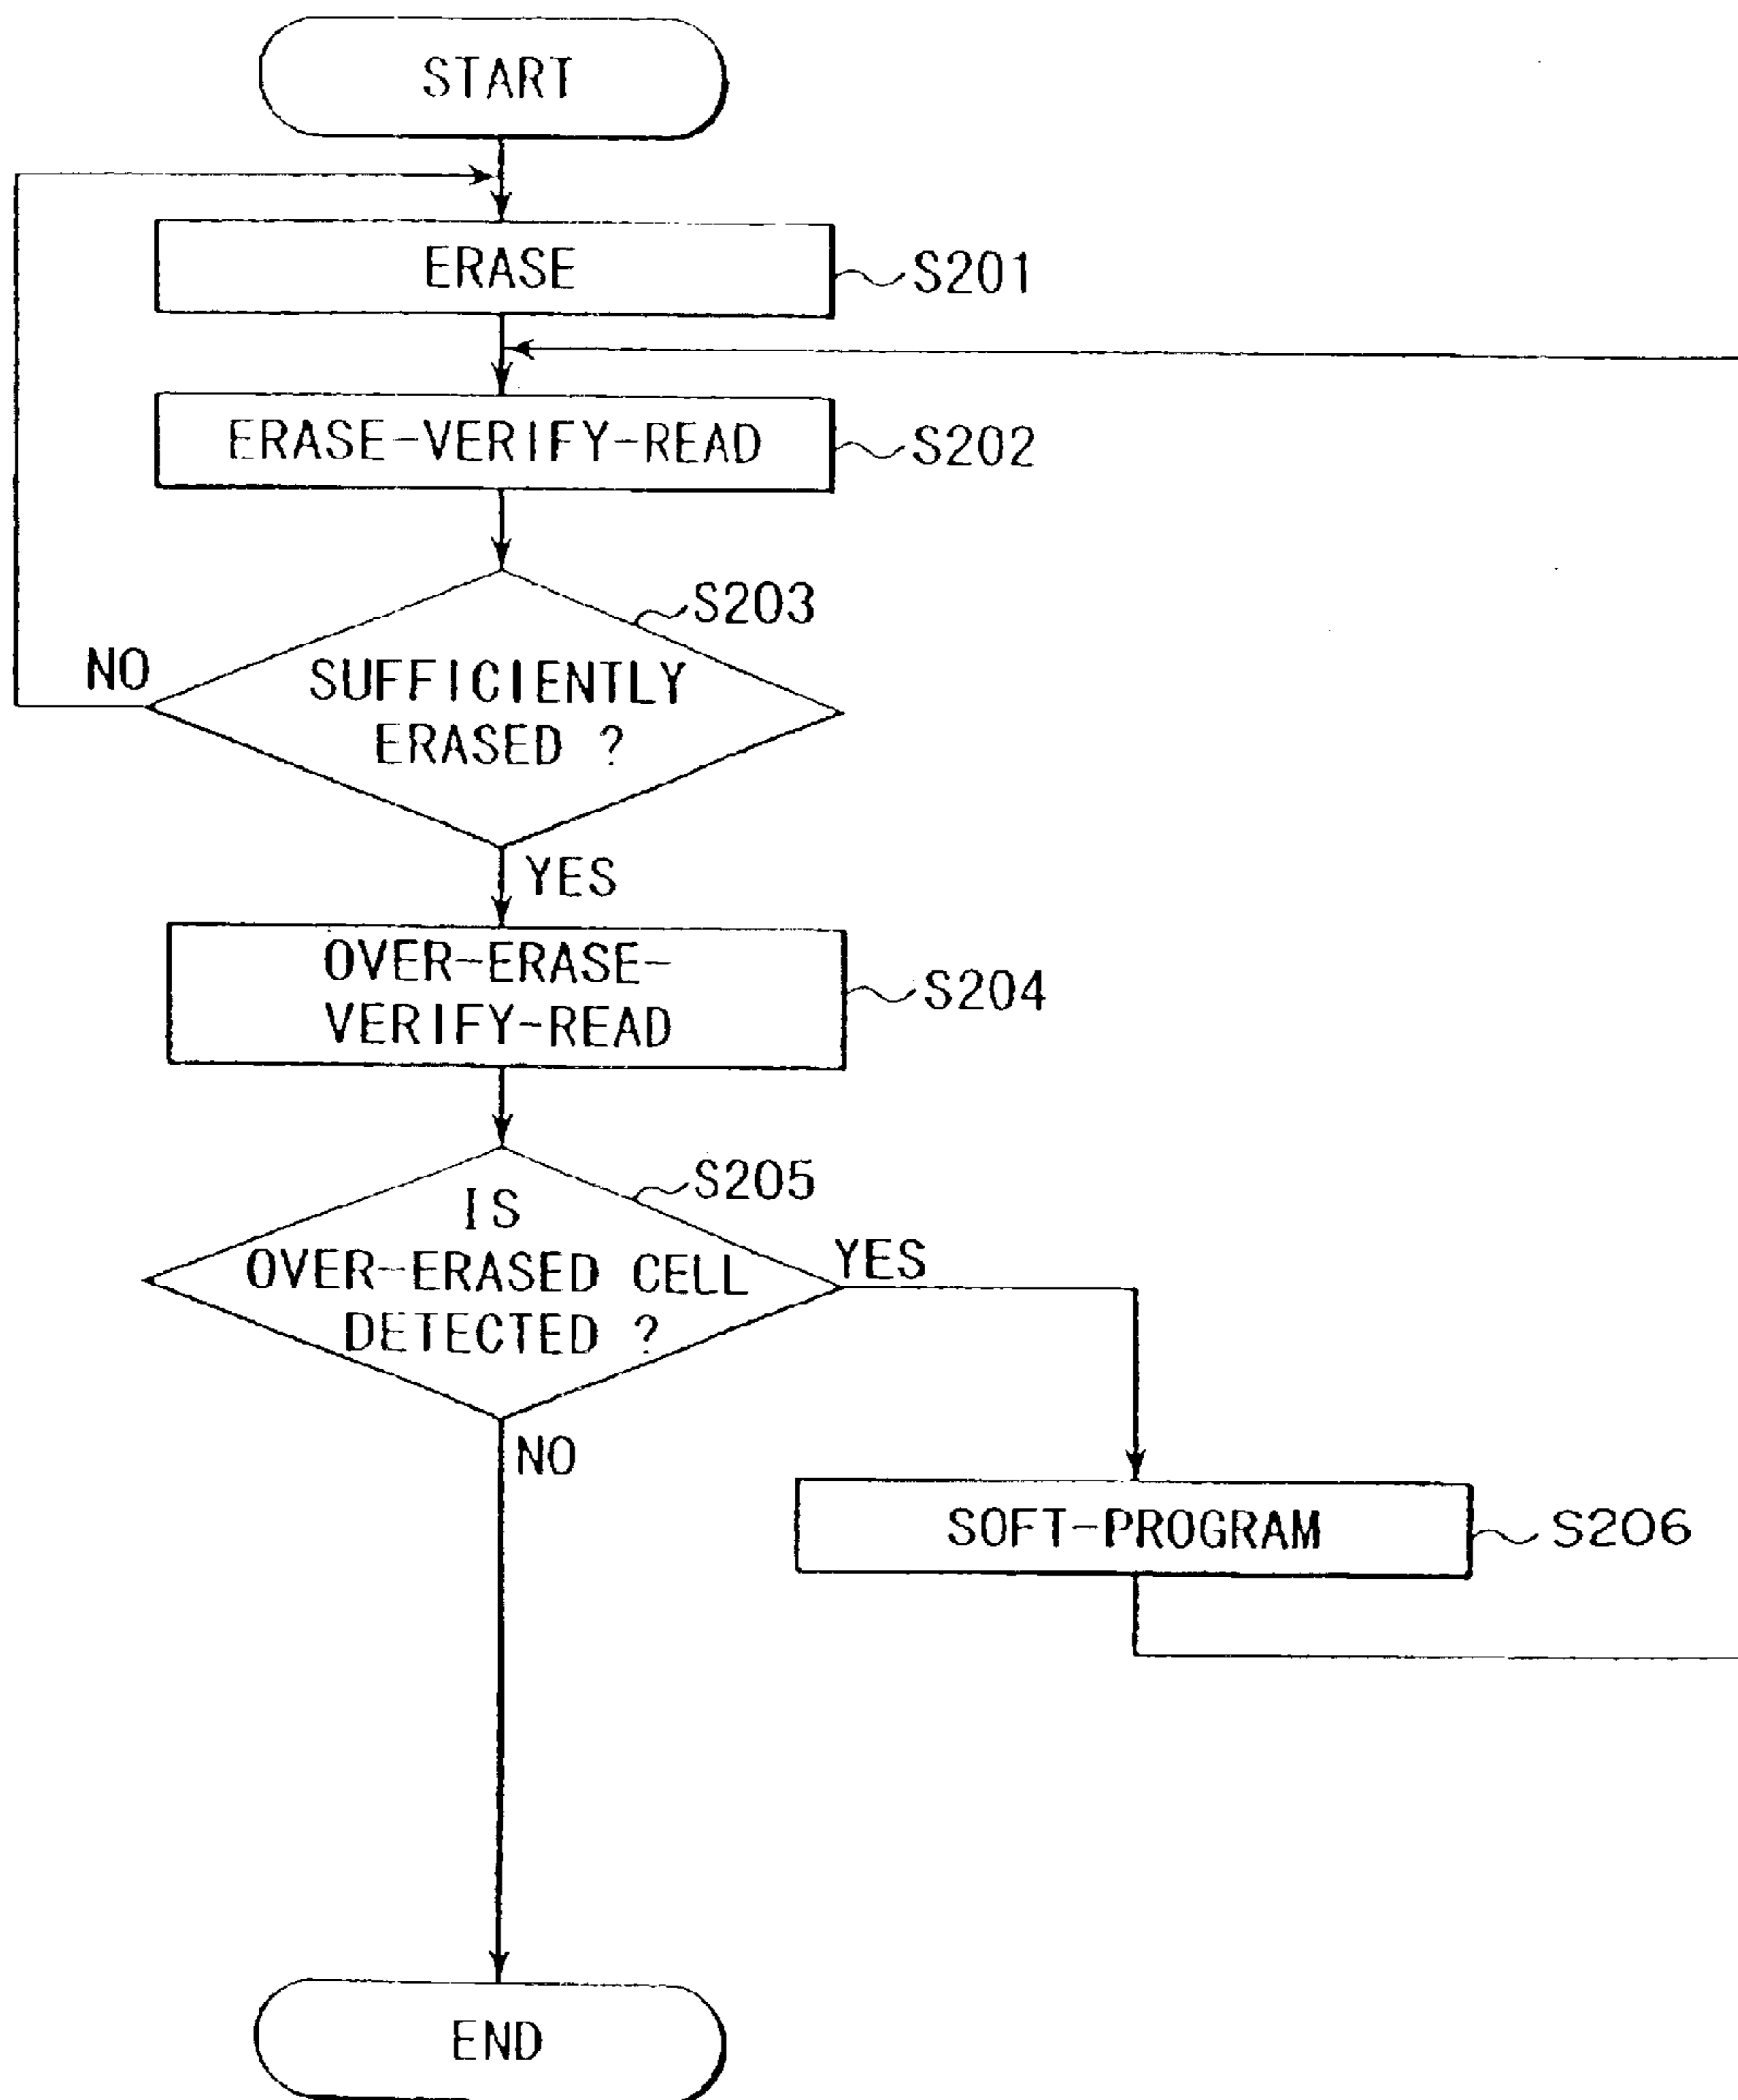 START
ERASE
S201
ERASE-VERIFY-READ
S202
S203
SUFFICIENTLY
ERASED ?
NO
YES
OVER-ERASE-
VERIFY-READ
S204
S205
IS
OVER-ERASED CELL
DETECTED ?
YES
NO
SOFT-PROGRAM
S206
END